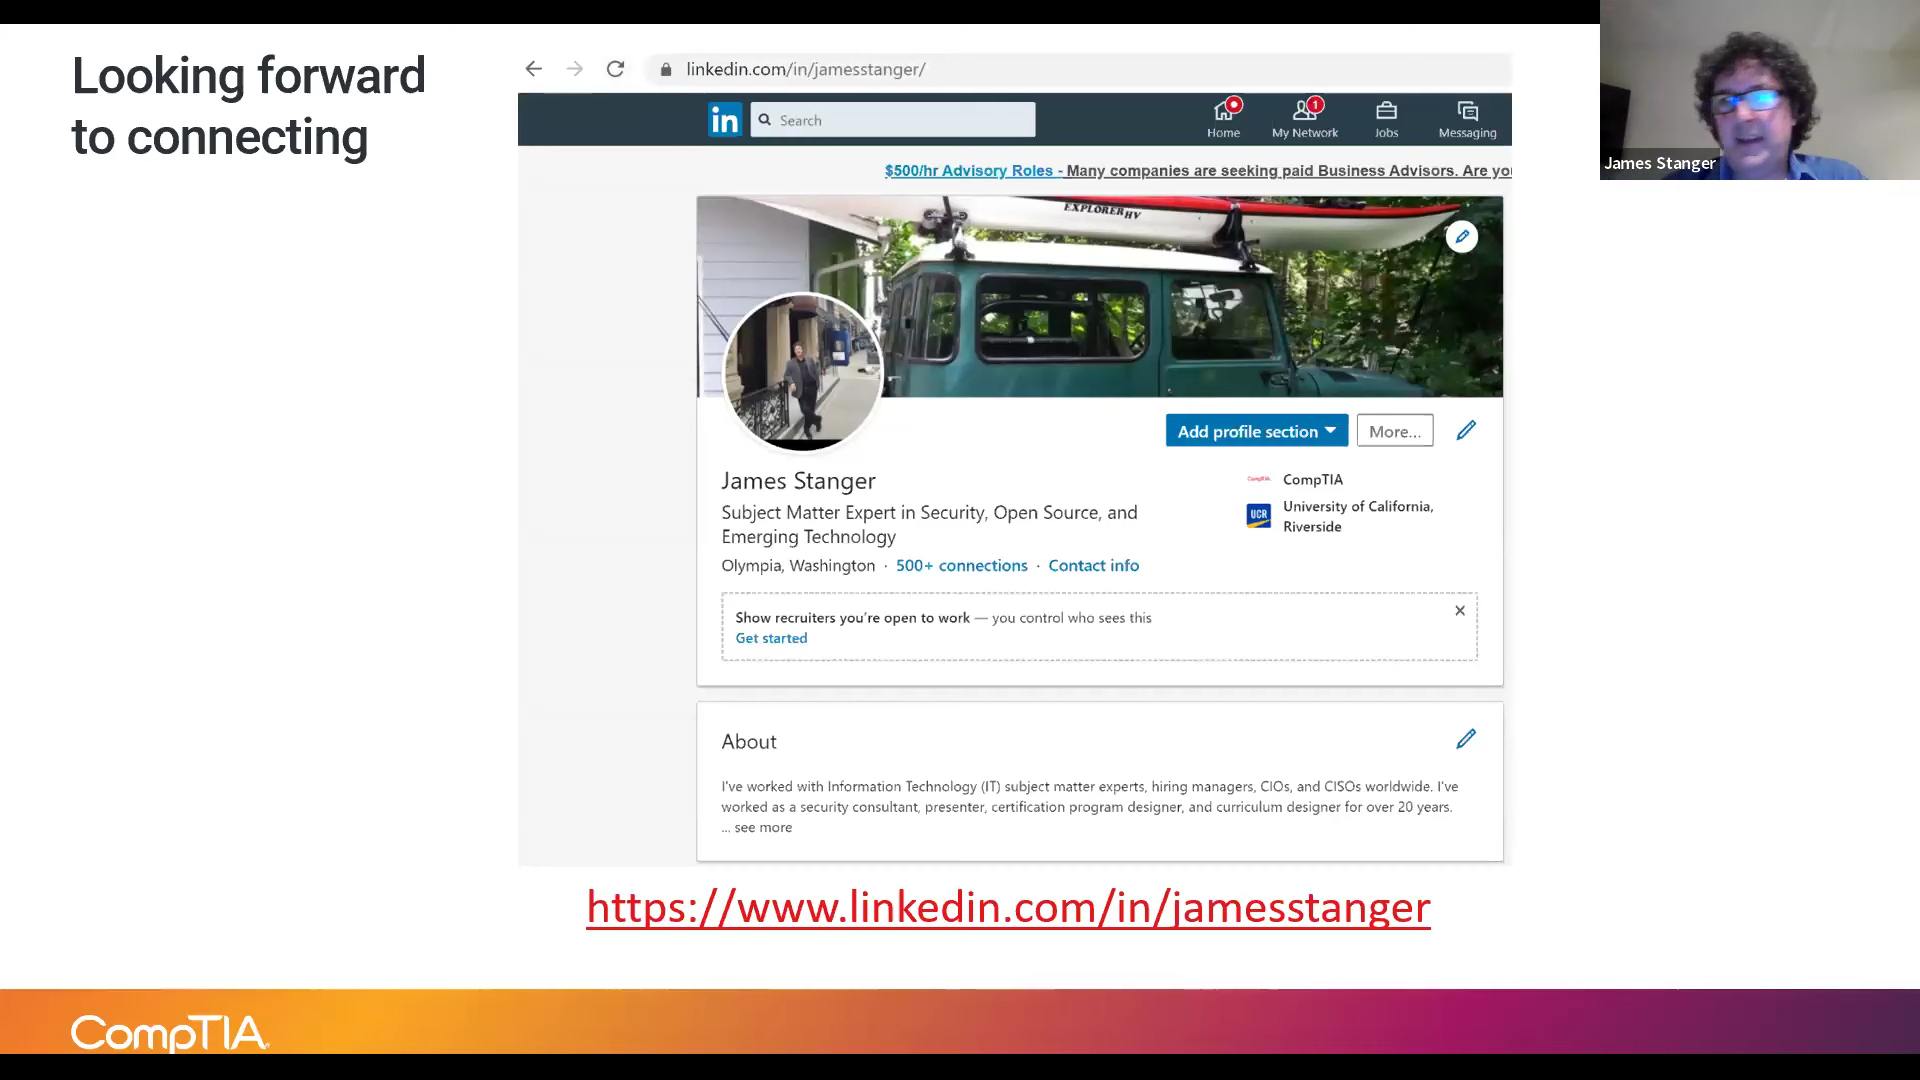 Looking forward
to connecting
linkedin.com/in/jamesstanger/
in
Search
Home
1
My Network
Jobs
Messaging
$500/hr Advisory Roles - Many companies are seeking paid Business Advisors. Are yo
EXPLORER HV
Add profile section
More...
James Stanger
Subject Matter Expert in Security, Open Source, and
Emerging Technology
Olympia, Washington · 500+ connections · Contact info
CompTIA
CompTIA
UCR
University of California,
Riverside
Show recruiters you're open to work — you control who sees this
Get started
About
I've worked with Information Technology (IT) subject matter experts, hiring managers, CIOs, and CISOs worldwide. I've
worked as a security consultant, presenter, certification program designer, and curriculum designer for over 20 years.
... see more
https://www.linkedin.com/in/jamesstanger
CompTIA.
James Stanger